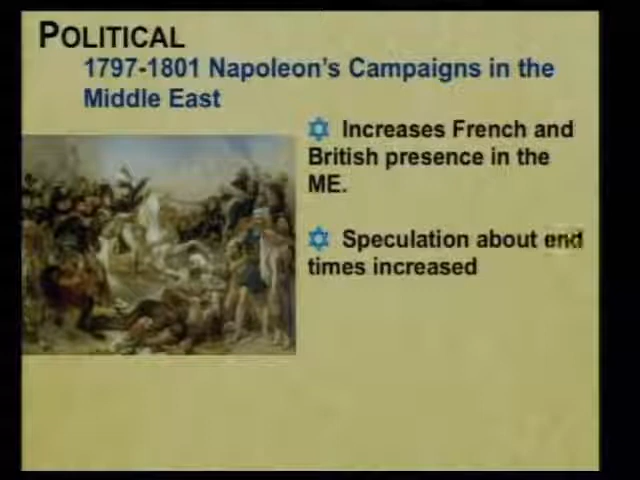 POLITICAL
1797-1801 Napoleon's Campaigns in the
Middle East
Increases French and
British presence in the
ME.
Speculation about end
times increased